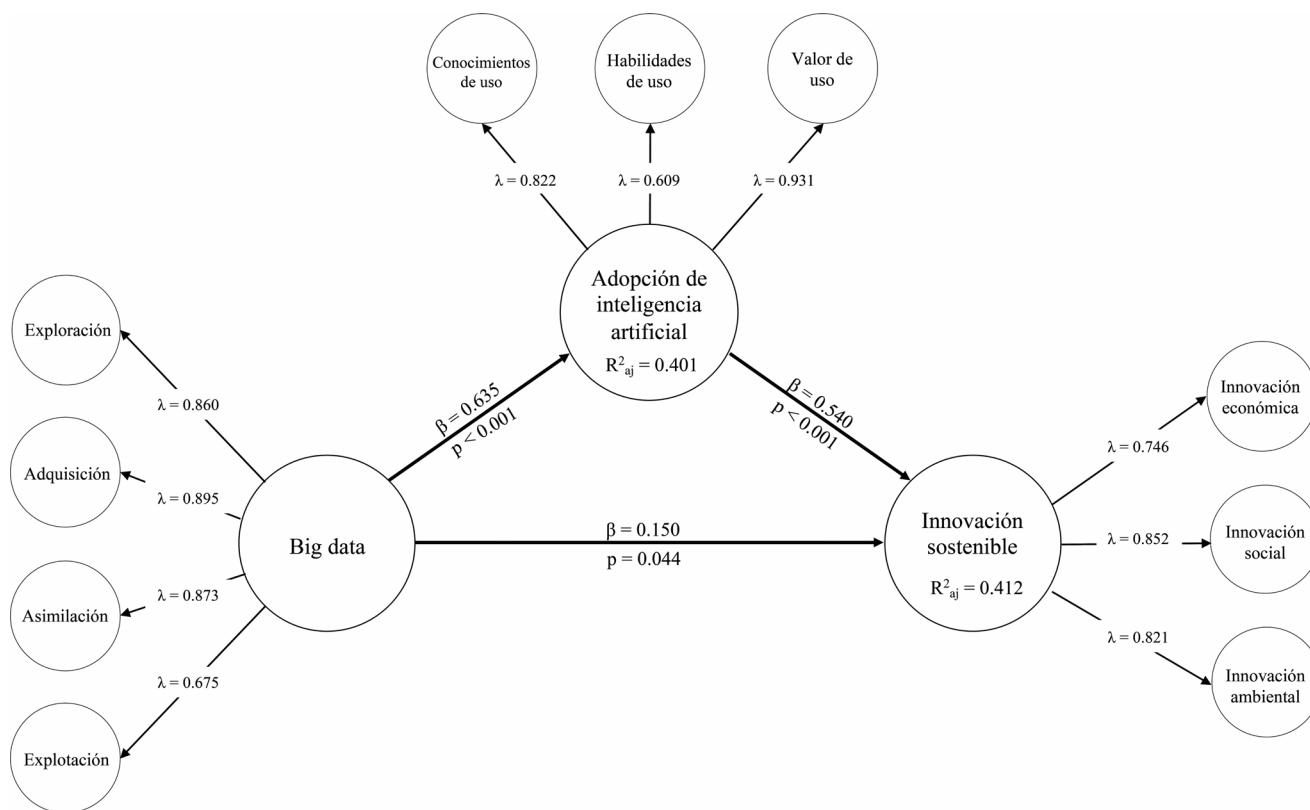 Conocimientos
de uso
Habilidades
de uso
Valor de
uso
λ = 0.822
λ = 0.609
λ = 0.931
Adopción de
inteligencia
artificial
R²aj = 0.401
Exploración
Adquisición
Asimilación
Explotación
λ = 0.860
λ = 0.895
λ = 0.873
λ = 0.675
Big data
β = 0.635
p < 0.001
β = 0.540
p < 0.001
β = 0.150
p = 0.044
Innovación
sostenible
R²aj = 0.412
λ = 0.746
λ = 0.852
λ = 0.821
Innovación
económica
Innovación
social
Innovación
ambiental